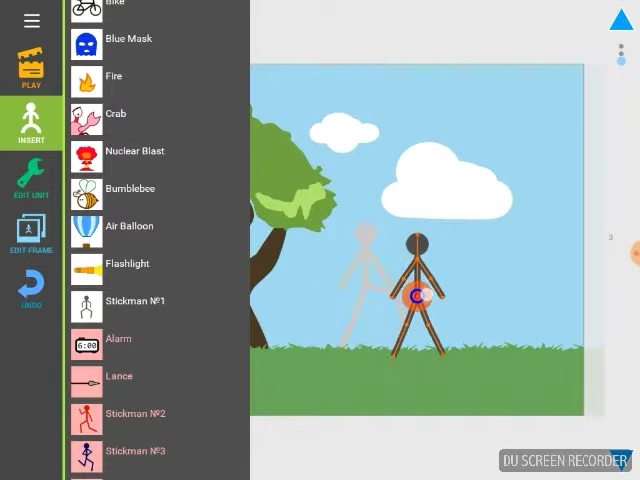 Bike
PLAY
INSERT
EDIT UNIT
EDIT FRAME
UNDO
Blue Mask
Fire
Crab
Nuclear Blast
Bumblebee
Air Balloon
Flashlight
Stickman №1
Alarm
6:00
Lance
Stickman №2
Stickman №3
3
DU SCREEN RECORDER